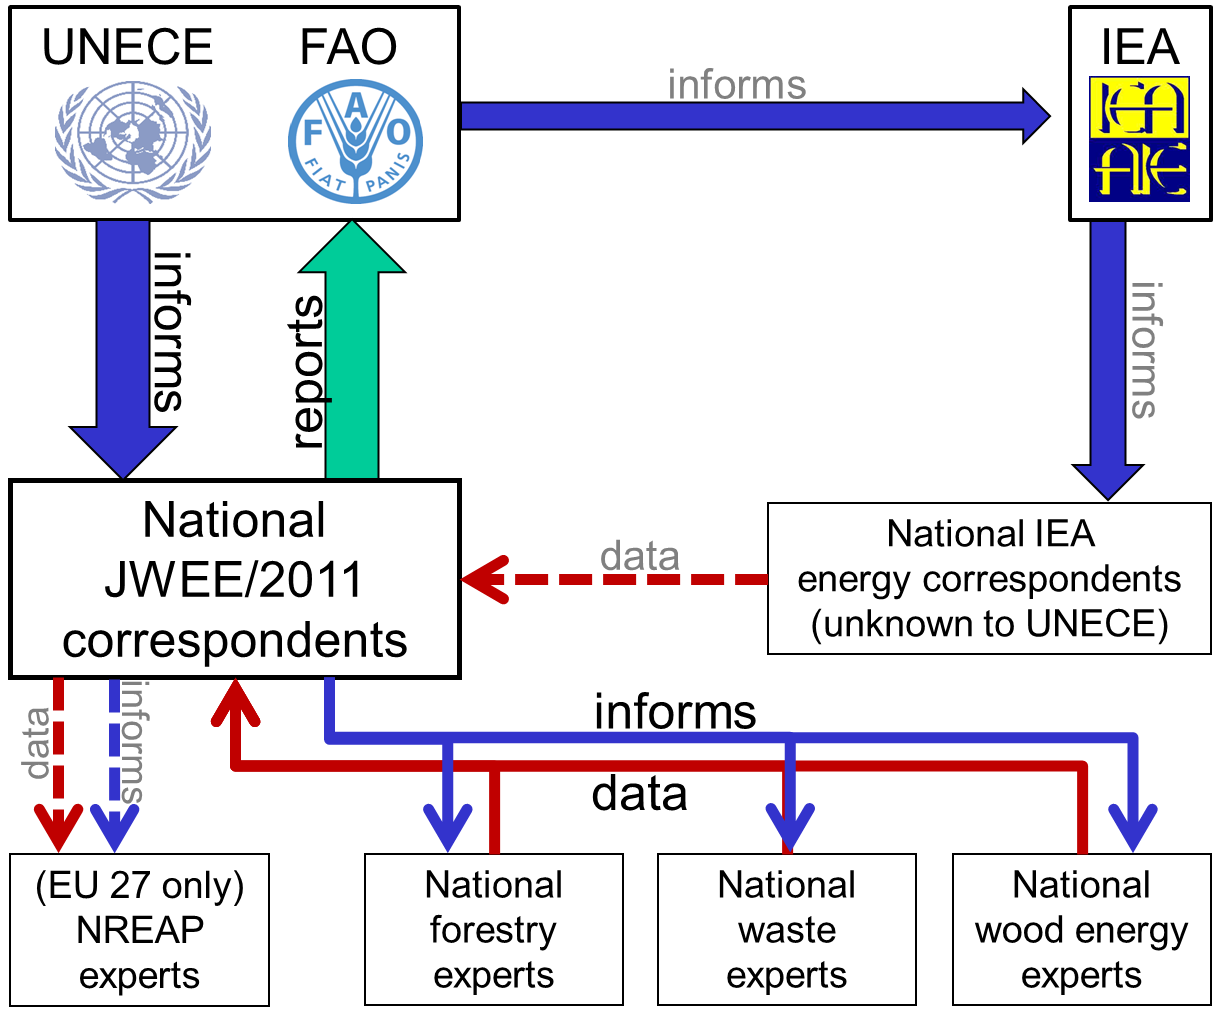 UNECE
FAO
IEA
F A O
FIAT PANIS
IEA
AIE
informs
informs
reports
informs
National
JWEE/2011
correspondents
data
National IEA
energy correspondents
(unknown to UNECE)
data
informs
informs
data
(EU 27 only)
NREAP
experts
National
forestry
experts
National
waste
experts
National
wood energy
experts